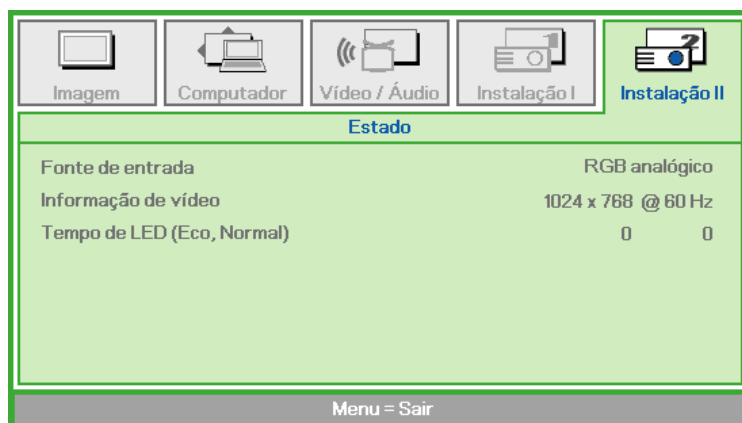 Imagem Computador Vídeo / Áudio Instalação I Instalação II
Estado
Fonte de entrada RGB analógico
Informação de vídeo 1024 x 768 @ 60 Hz
Tempo de LED (Eco, Normal) 0 0
Menu = Sair